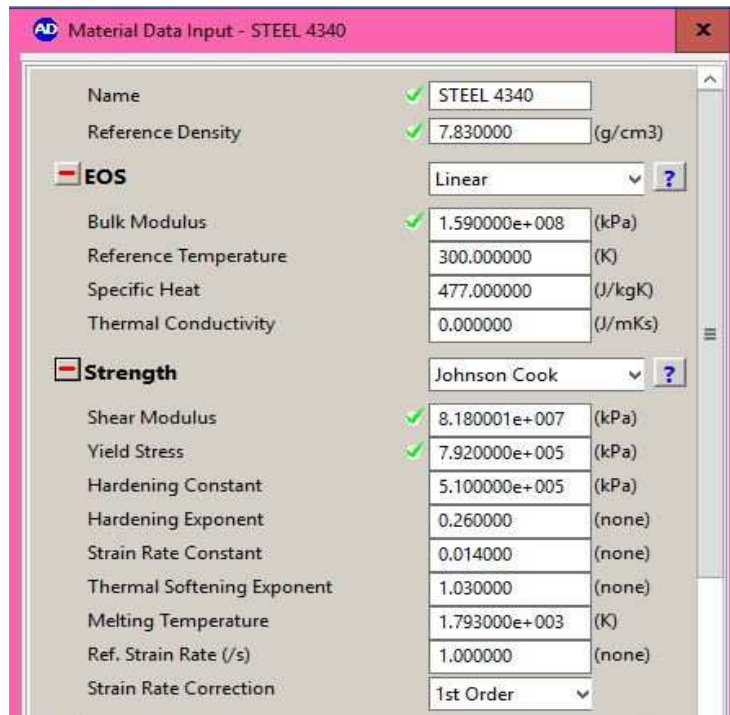 AD Material Data Input - STEEL 4340 x
Name STEEL 4340
Reference Density 7.830000 (g/cm3)
EOS Linear ?
Bulk Modulus 1.590000e+008 (kPa)
Reference Temperature 300.000000 (K)
Specific Heat 477.000000 (J/kgK)
Thermal Conductivity 0.000000 (J/mKs)
Strength Johnson Cook ?
Shear Modulus 8.180001e+007 (kPa)
Yield Stress 7.920000e+005 (kPa)
Hardening Constant 5.100000e+005 (kPa)
Hardening Exponent 0.260000 (none)
Strain Rate Constant 0.014000 (none)
Thermal Softening Exponent 1.030000 (none)
Melting Temperature 1.793000e+003 (K)
Ref. Strain Rate (/s) 1.000000 (none)
Strain Rate Correction 1st Order